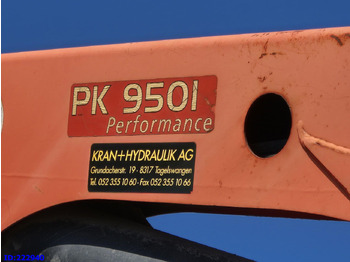 PK 9501
Performance
KRAN+HYDRAULIK AG
Grundacherstr. 19 - 8317 Tagelswangen
Tel. 052 355 10 60 - Fax 052 355 10 66